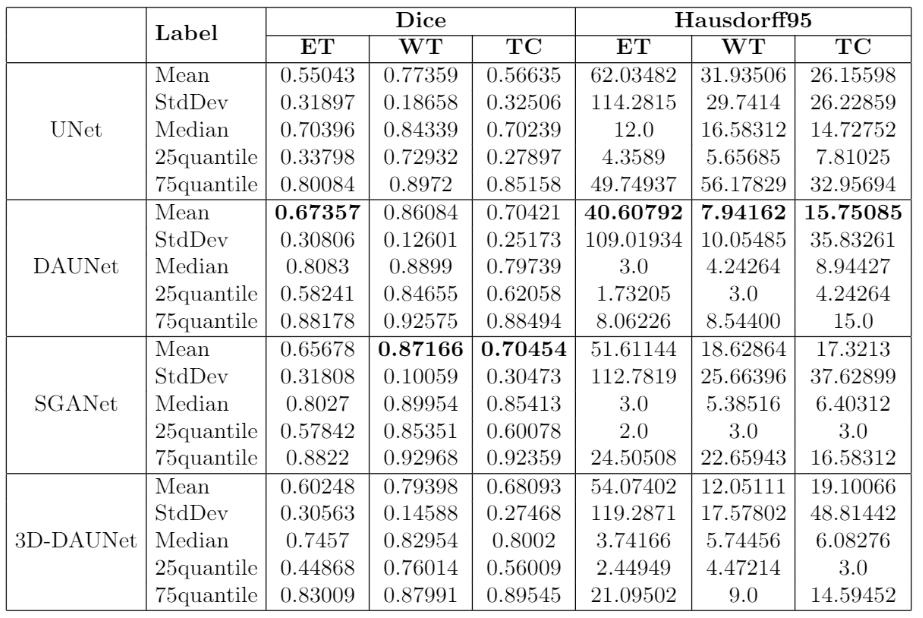 Label Dice Hausdorff95
ET WT TC ET WT TC
Mean 0.55043 0.77359 0.56635 62.03482 31.93506 26.15598
StdDev 0.31897 0.18658 0.32506 114.2815 29.7414 26.22859
UNet Median 0.70396 0.84339 0.70239 12.0 16.58312 14.72752
25quantile 0.33798 0.72932 0.27897 4.3589 5.65685 7.81025
75quantile 0.80084 0.8972 0.85158 49.74937 56.17829 32.95694
Mean 0.67357 0.86084 0.70421 40.60792 7.94162 15.75085
StdDev 0.30806 0.12601 0.25173 109.01934 10.05485 35.83261
DAUNet Median 0.8083 0.8899 0.79739 3.0 4.24264 8.94427
25quantile 0.58241 0.84655 0.62058 1.73205 3.0 4.24264
75quantile 0.88178 0.92575 0.88494 8.06226 8.54400 15.0
Mean 0.65678 0.87166 0.70454 51.61144 18.62864 17.3213
StdDev 0.31808 0.10059 0.30473 112.7819 25.66396 37.62899
SGANet Median 0.8027 0.89954 0.85413 3.0 5.38516 6.40312
25quantile 0.57842 0.85351 0.60078 2.0 3.0 3.0
75quantile 0.8822 0.92968 0.92359 24.50508 22.65943 16.58312
Mean 0.60248 0.79398 0.68093 54.07402 12.05111 19.10066
StdDev 0.30563 0.14588 0.27468 119.2871 17.57802 48.81442
3D-DAUNet Median 0.7457 0.82954 0.8002 3.74166 5.74456 6.08276
25quantile 0.44868 0.76014 0.56009 2.44949 4.47214 3.0
75quantile 0.83009 0.87991 0.89545 21.09502 9.0 14.59452